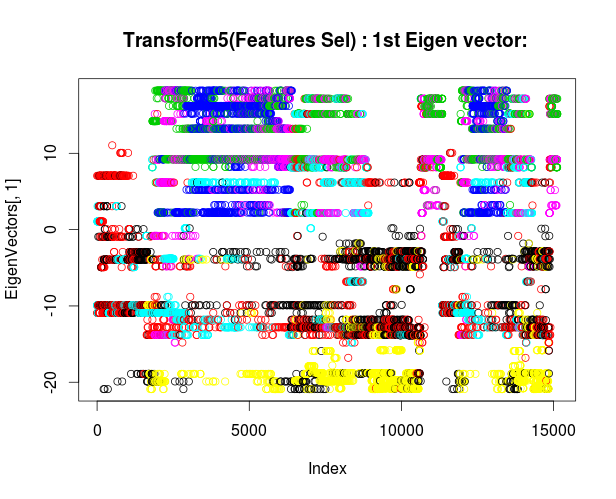 Transform5(Features Sel) : 1st Eigen vector:
EigenVectors[, 1]
10
0
-10
-20
0 5000 10000 15000
Index